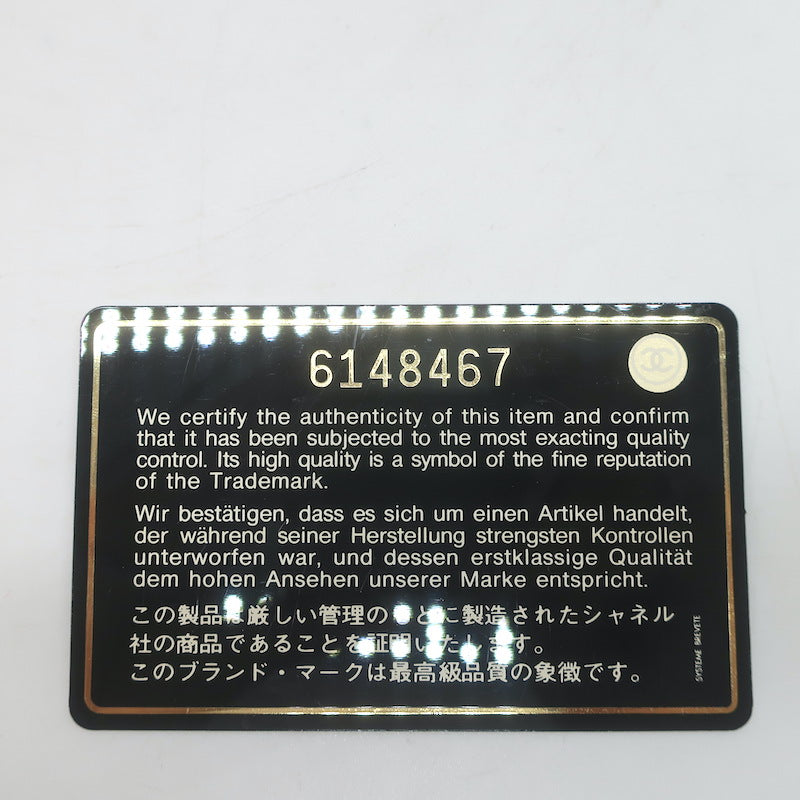 6148467
We certify the authenticity of this item and confirm
that it has been subjected to the most exacting quality
control. Its high quality is a symbol of the fine reputation
of the Trademark.
Wir bestätigen, dass es sich um einen Artikel handelt,
der während seiner Herstellung strengsten Kontrollen
unterworfen war, und dessen erstklassige Qualität
dem hohen Ansehen unserer Marke entspricht.
この製品は厳しい管理のもとに製造されたシャネル
社の商品であることを証明いたします。
このブランド・マークは最高級品質の象徴です。
SYSTEME BREVETE